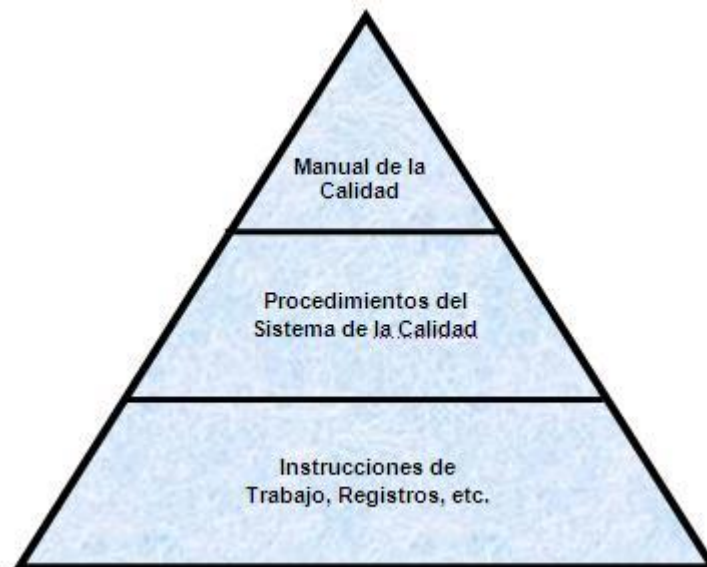 Manual de la
Calidad
Procedimientos del
Sistema de la Calidad
Instrucciones de
Trabajo, Registros, etc.